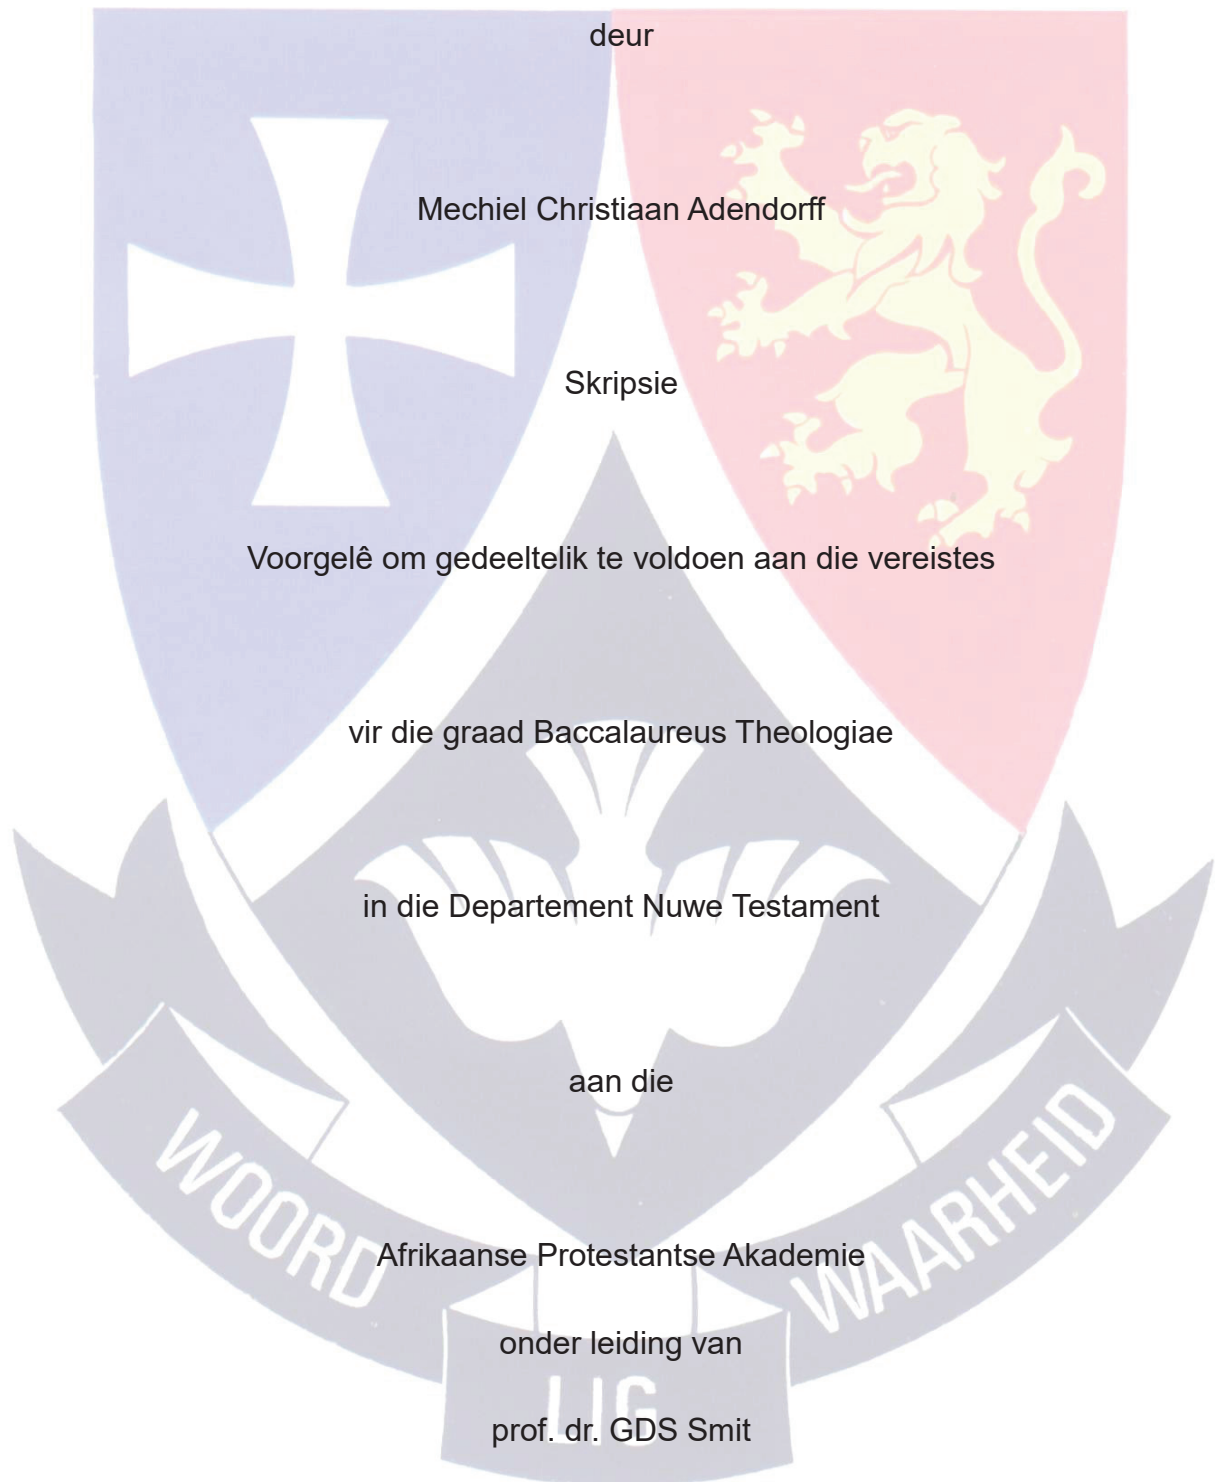 deur
Mechiel Christiaan Adendorff
Skripsie
Voorgelê om gedeeltelik te voldoen aan die vereistes
vir die graad Baccalaureus Theologiae
in die Departement Nuwe Testament
aan die
WOORD
WAARHEID
Afrikaanse Protestantse Akademie
onder leiding van
LIG
prof. dr. GDS Smit